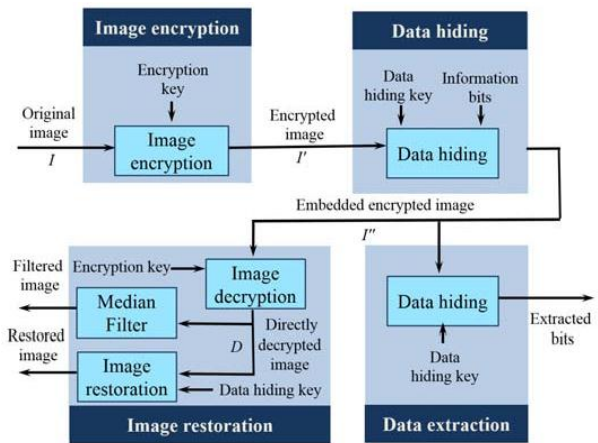 Image encryption
Data hiding
Encryption
key
Data
hiding key
Information
bits
Original
image
I
Image
encryption
Encrypted
image
I'
Data hiding
Embedded encrypted image
I''
Encryption key
Image
decryption
Filtered
image
Median
Filter
Restored
image
Image
restoration
D
Directly
decrypted
image
Data hiding key
Image restoration
Data hiding
Extracted
bits
Data
hiding key
Data extraction